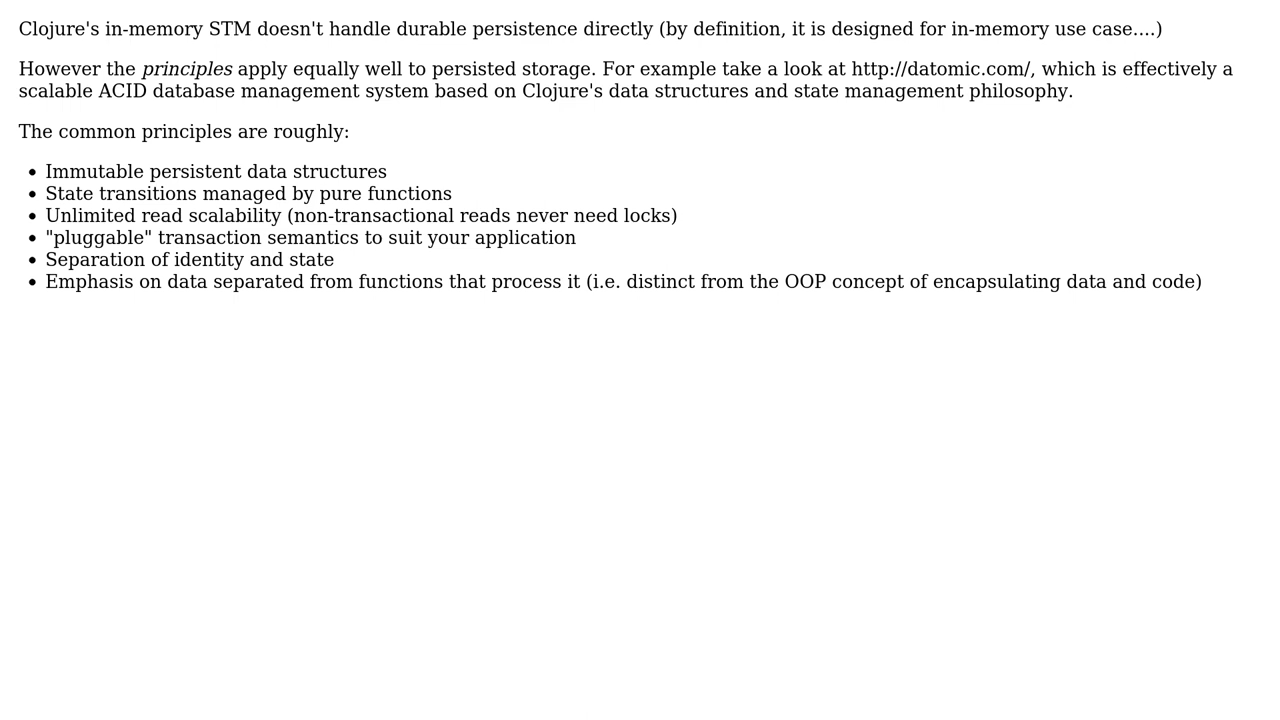 Clojure's in-memory STM doesn't handle durable persistence directly (by definition, it is designed for in-memory use case....)
However the principles apply equally well to persisted storage. For example take a look at http://datomic.com/, which is effectively a
scalable ACID database management system based on Clojure's data structures and state management philosophy.
The common principles are roughly:
• Immutable persistent data structures
• State transitions managed by pure functions
• Unlimited read scalability (non-transactional reads never need locks)
• "pluggable" transaction semantics to suit your application
• Separation of identity and state
• Emphasis on data separated from functions that process it (i.e. distinct from the OOP concept of encapsulating data and code)